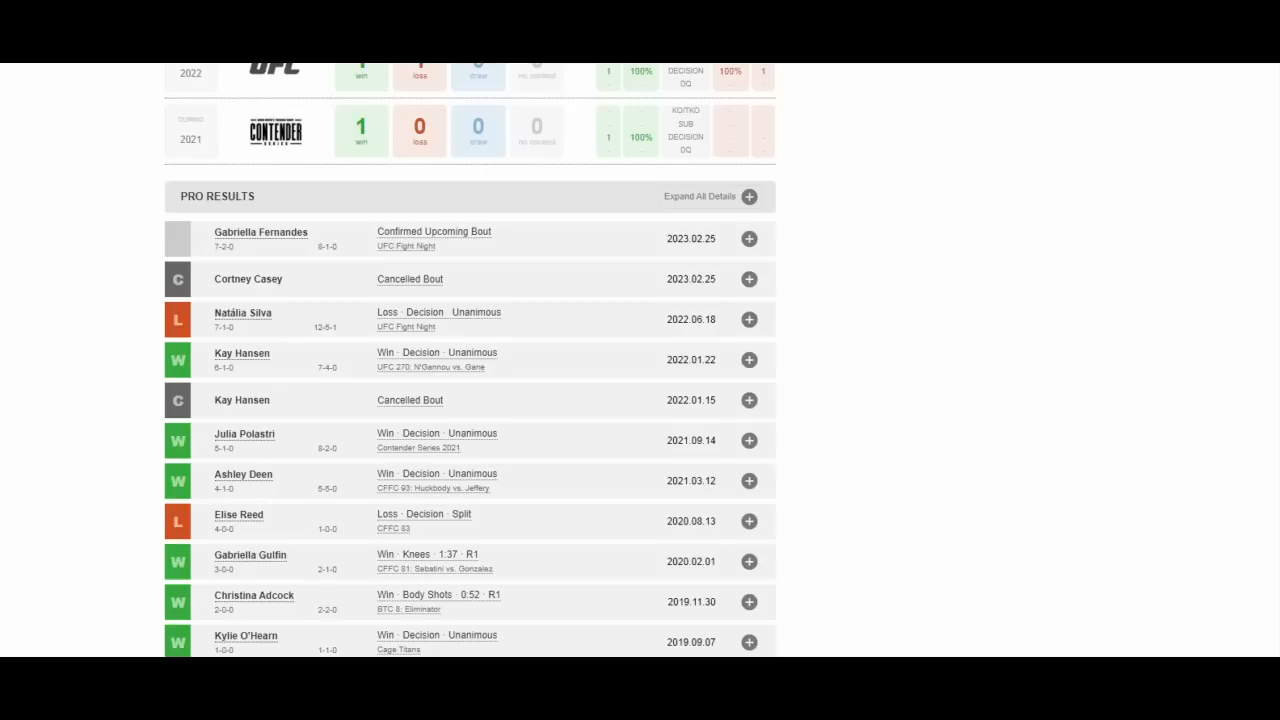 2022 UFC 1 win 1 loss 0 draw 0 no contest 1 100% DECISION 100% 1
DQ
DURING 2021 CONTENDER SERIES 1 win 0 loss 0 draw 0 no contest 1 100% KO/TKO
SUB
DECISION
DQ
PRO RESULTS Expand All Details
Gabriella Fernandes Confirmed Upcoming Bout 2023.02.25
7-2-0 8-1-0 UFC Fight Night
C Cortney Casey Cancelled Bout 2023.02.25
L Natália Silva Loss · Decision · Unanimous 2022.06.18
7-1-0 12-5-1 UFC Fight Night
W Kay Hansen Win · Decision · Unanimous 2022.01.22
6-1-0 7-4-0 UFC 270: N'Gannou vs. Gane
C Kay Hansen Cancelled Bout 2022.01.15
W Julia Polastri Win · Decision · Unanimous 2021.09.14
5-1-0 8-2-0 Contender Series 2021
W Ashley Deen Win · Decision · Unanimous 2021.03.12
4-1-0 5-5-0 CFFC 93: Huckbody vs. Jeffery
L Elise Reed Loss · Decision · Split 2020.08.13
4-0-0 1-0-0 CFFC 83
W Gabriella Gulfin Win · Knees · 1:37 · R1 2020.02.01
3-0-0 2-1-0 CFFC 81: Sabatini vs. Gonzalez
W Christina Adcock Win · Body Shots · 0:52 · R1 2019.11.30
2-0-0 2-2-0 BTC 8: Eliminator
W Kylie O'Hearn Win · Decision · Unanimous 2019.09.07
1-0-0 1-1-0 Cage Titans